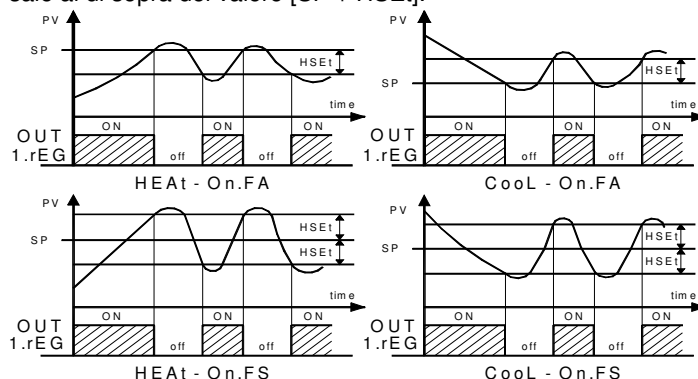 sale al di sopra del valore [SP + HSEt].
PV
SP
HSEt
time
ON
ON
ON
OUT
1.rEG
off
off
HEAt - On.FA
PV
SP
HSEt
time
ON
ON
ON
OUT
1.rEG
off
off
CooL - On.FA
PV
SP
HSEt
HSEt
time
ON
ON
ON
OUT
1.rEG
off
off
HEAt - On.FS
PV
SP
HSEt
HSEt
time
ON
ON
ON
OUT
1.rEG
off
off
CooL - On.FS